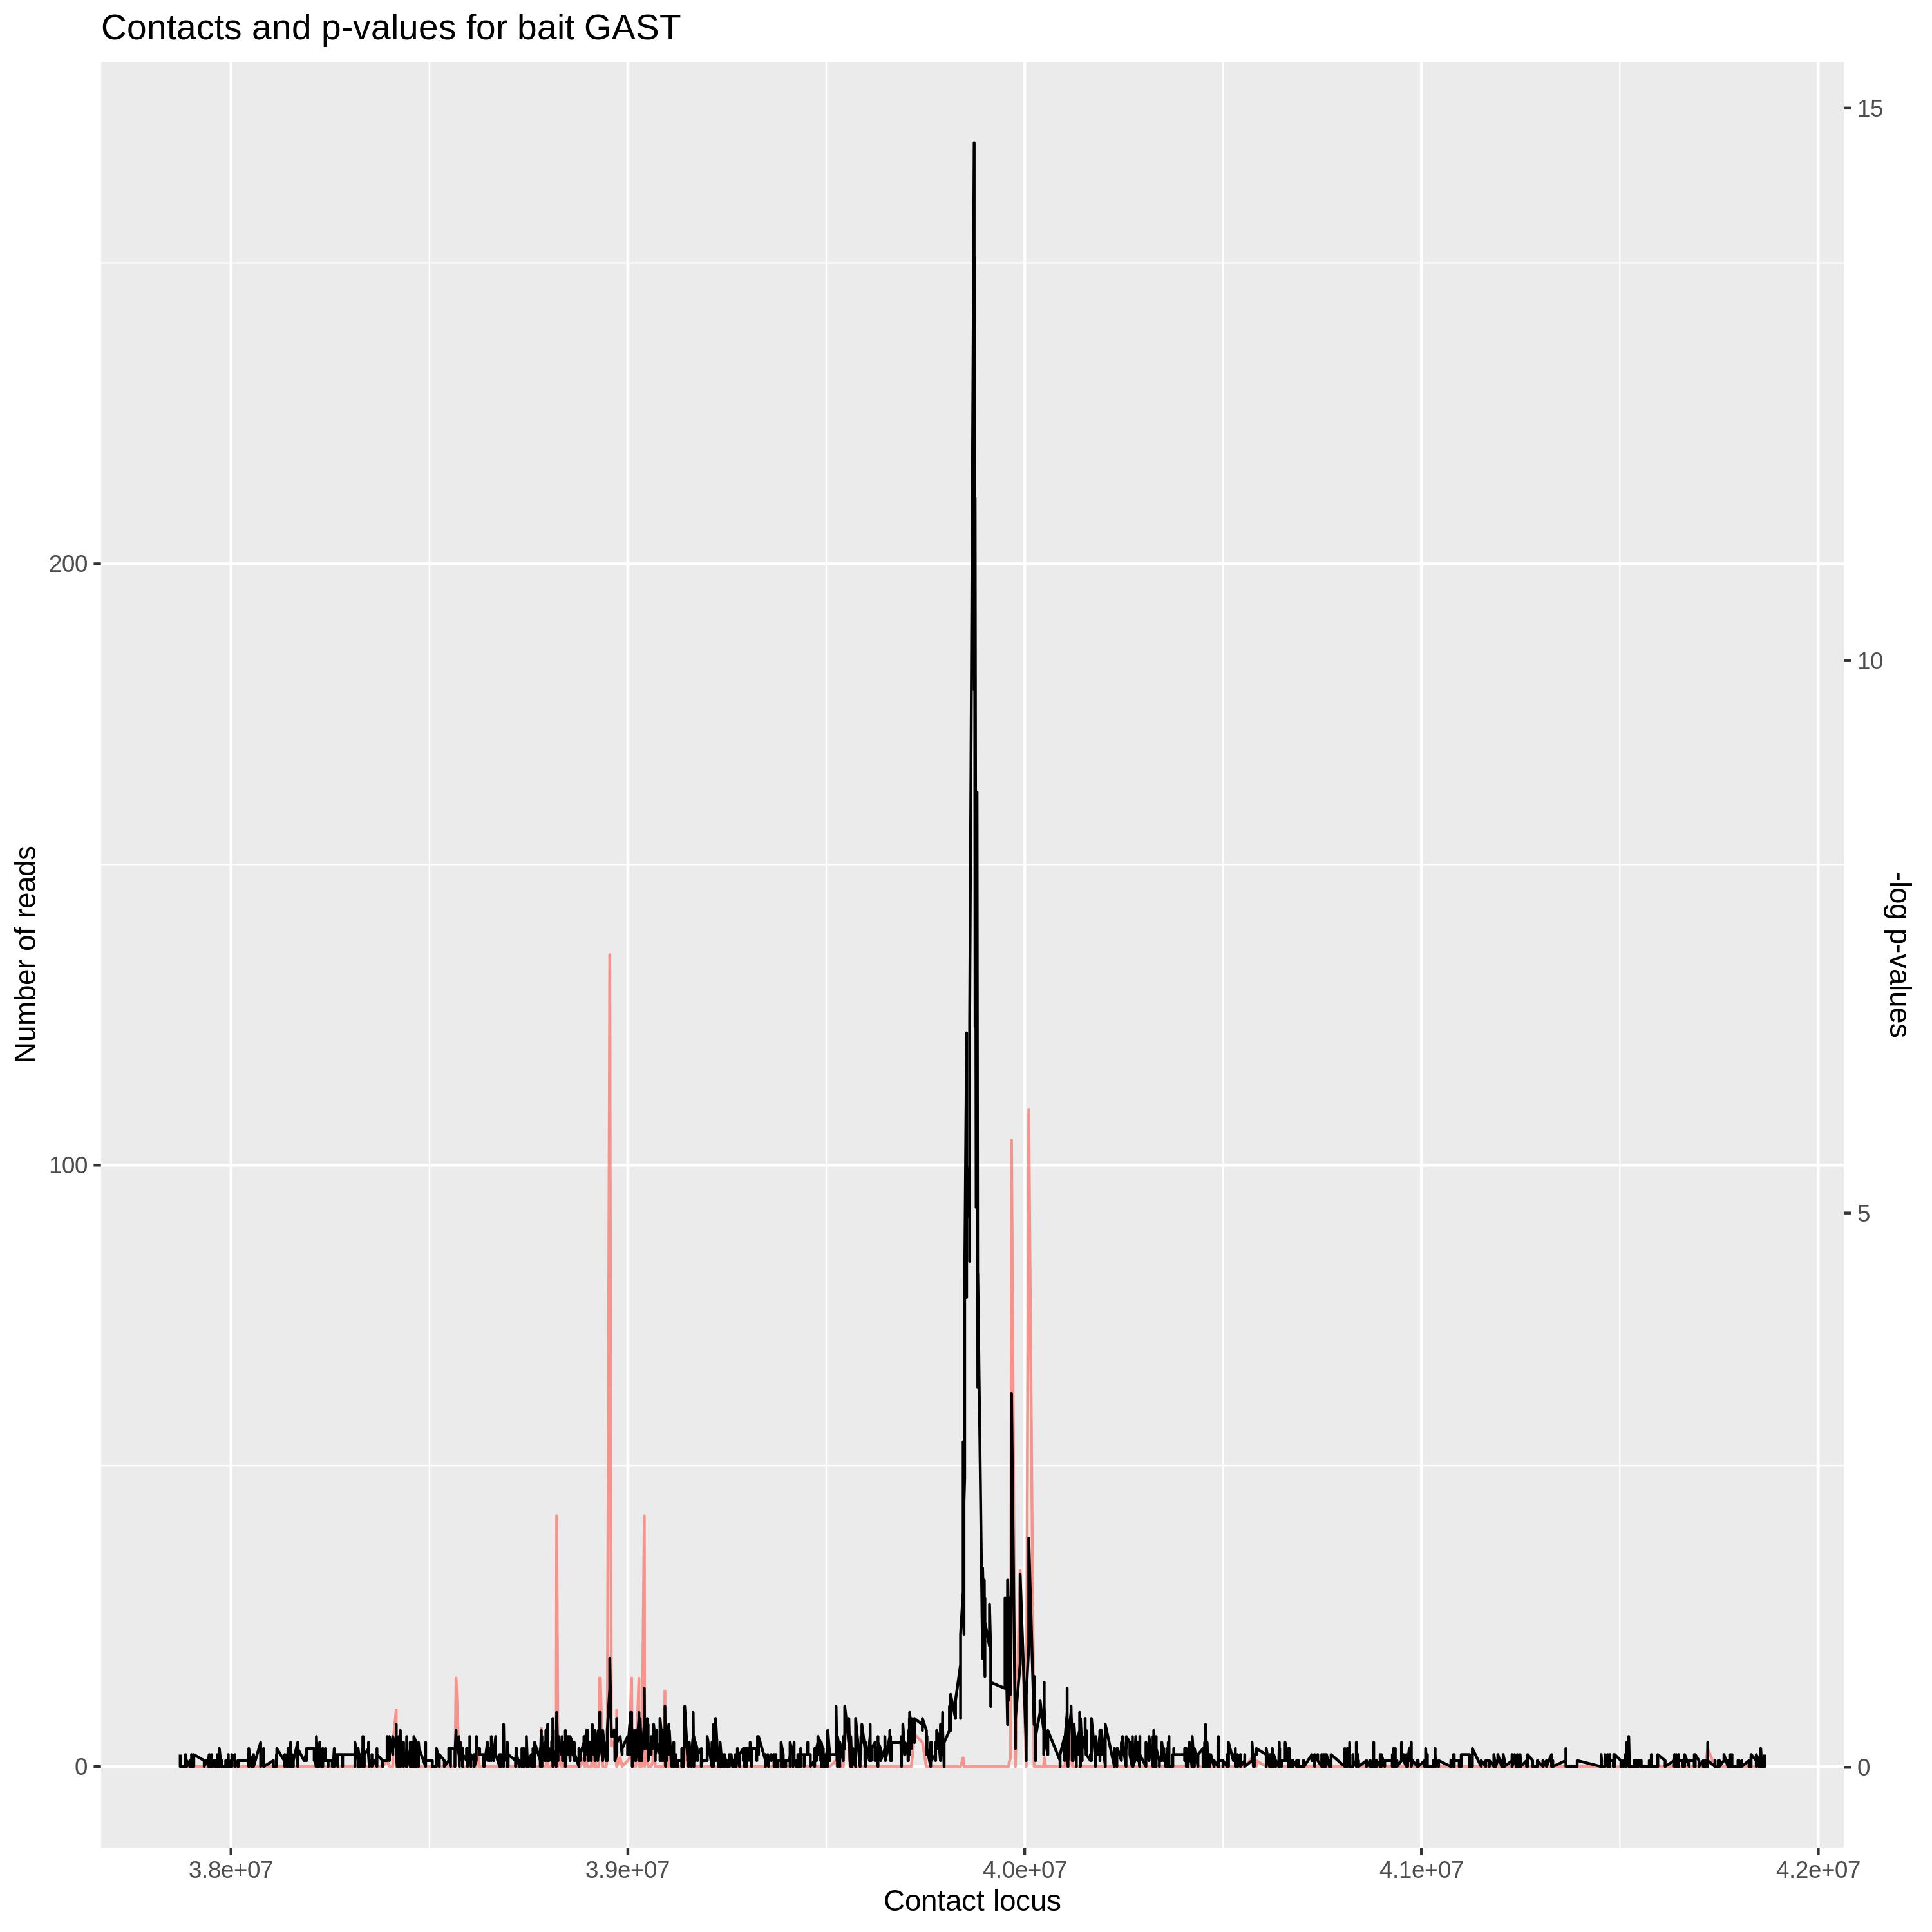 Contacts and p-values for bait GAST
15
200
10
Number of reads
-log p-values
100
5
0
0
3.8e+07
3.9e+07
4.0e+07
4.1e+07
4.2e+07
Contact locus